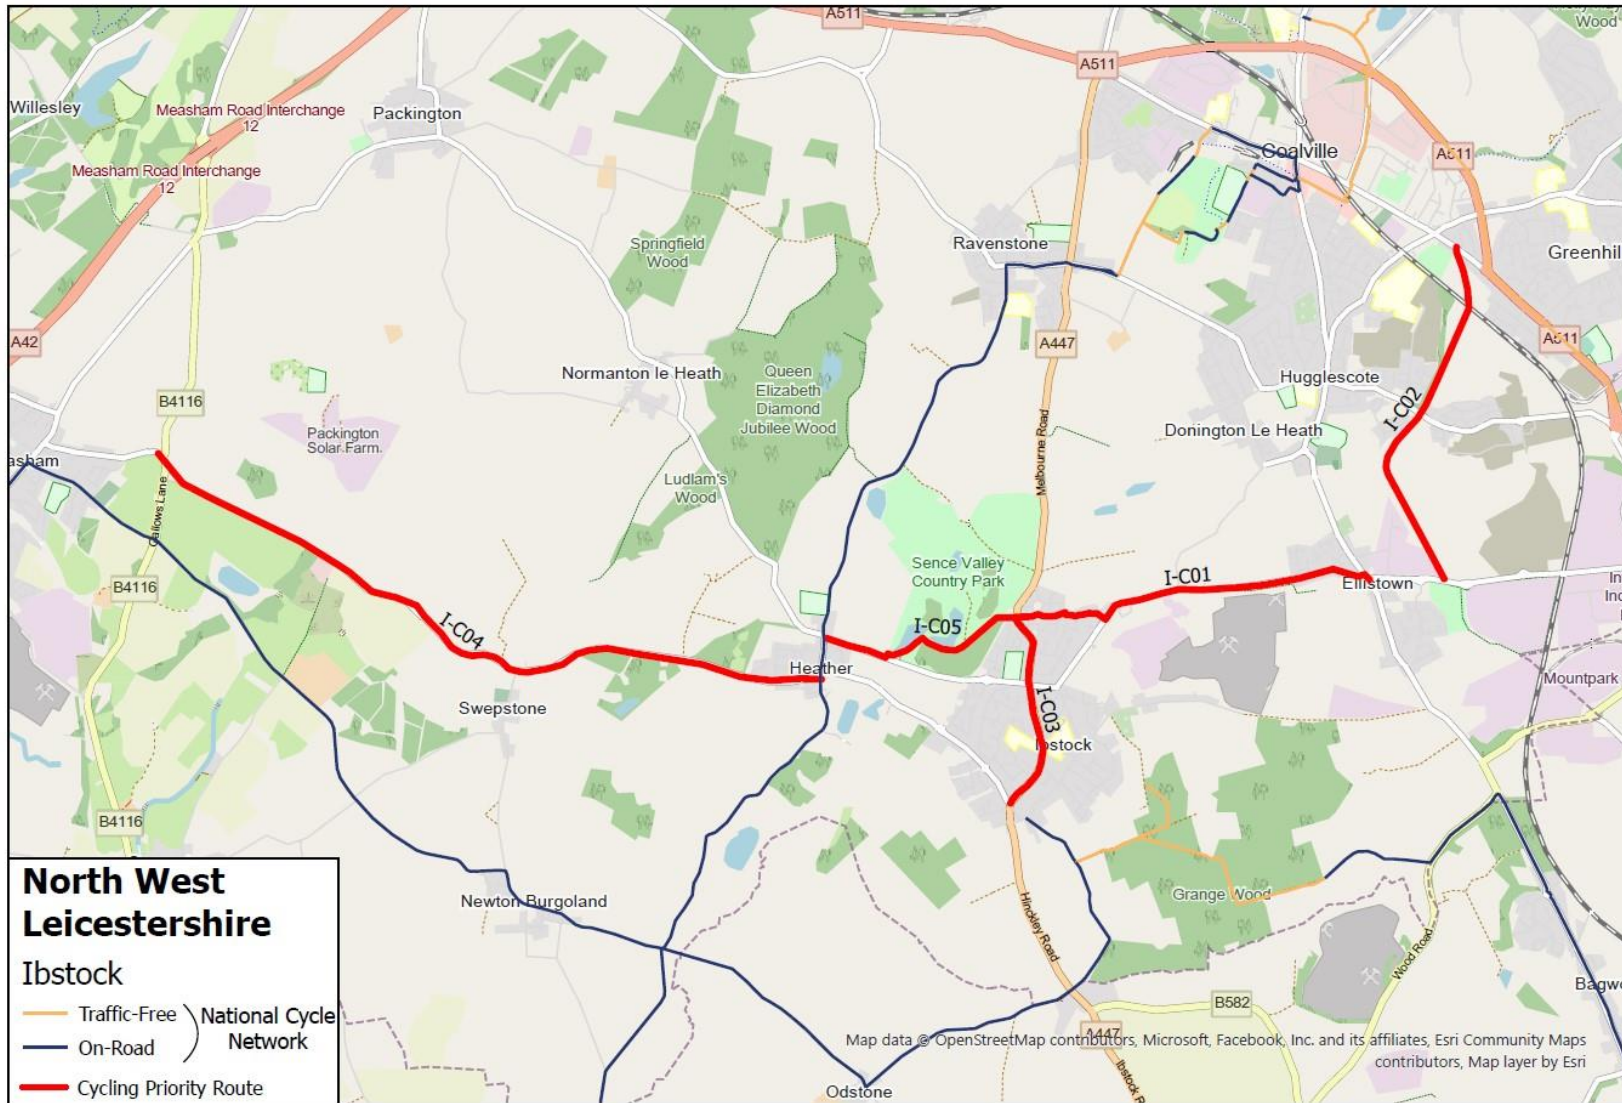 A511
Wood
Willesley
Measham Road Interchange
12
Packington
A511
Measham Road Interchange
12
Coalville
A511
Springfield
Wood
Ravenstone
Greenhil
A42
A447
A511
Normanton le Heath
Queen
Elizabeth
Diamond
Jubilee Wood
Hugglescote
B4116
I-C02
Packington
Solar Farm
Donington Le Heath
asham
Melbourne Road
Ludlam's
Wood
Gallows Lane
Sence Valley
Country Park
I-C01
Ellistown
B4116
In
Inc
I-C04
I-C05
Heather
Mountpark
Swepstone
I-C03
Ibstock
B4116
Grange Wood
Newton Burgoland
Hinckley Road
Wood Road
Bagwo
B582
A447
Ibstock R
Odstone
North West
Leicestershire
Ibstock
Traffic-Free
On-Road
National Cycle
Network
Cycling Priority Route
Map data © OpenStreetMap contributors, Microsoft, Facebook, Inc. and its affiliates, Esri Community Maps
contributors, Map layer by Esri